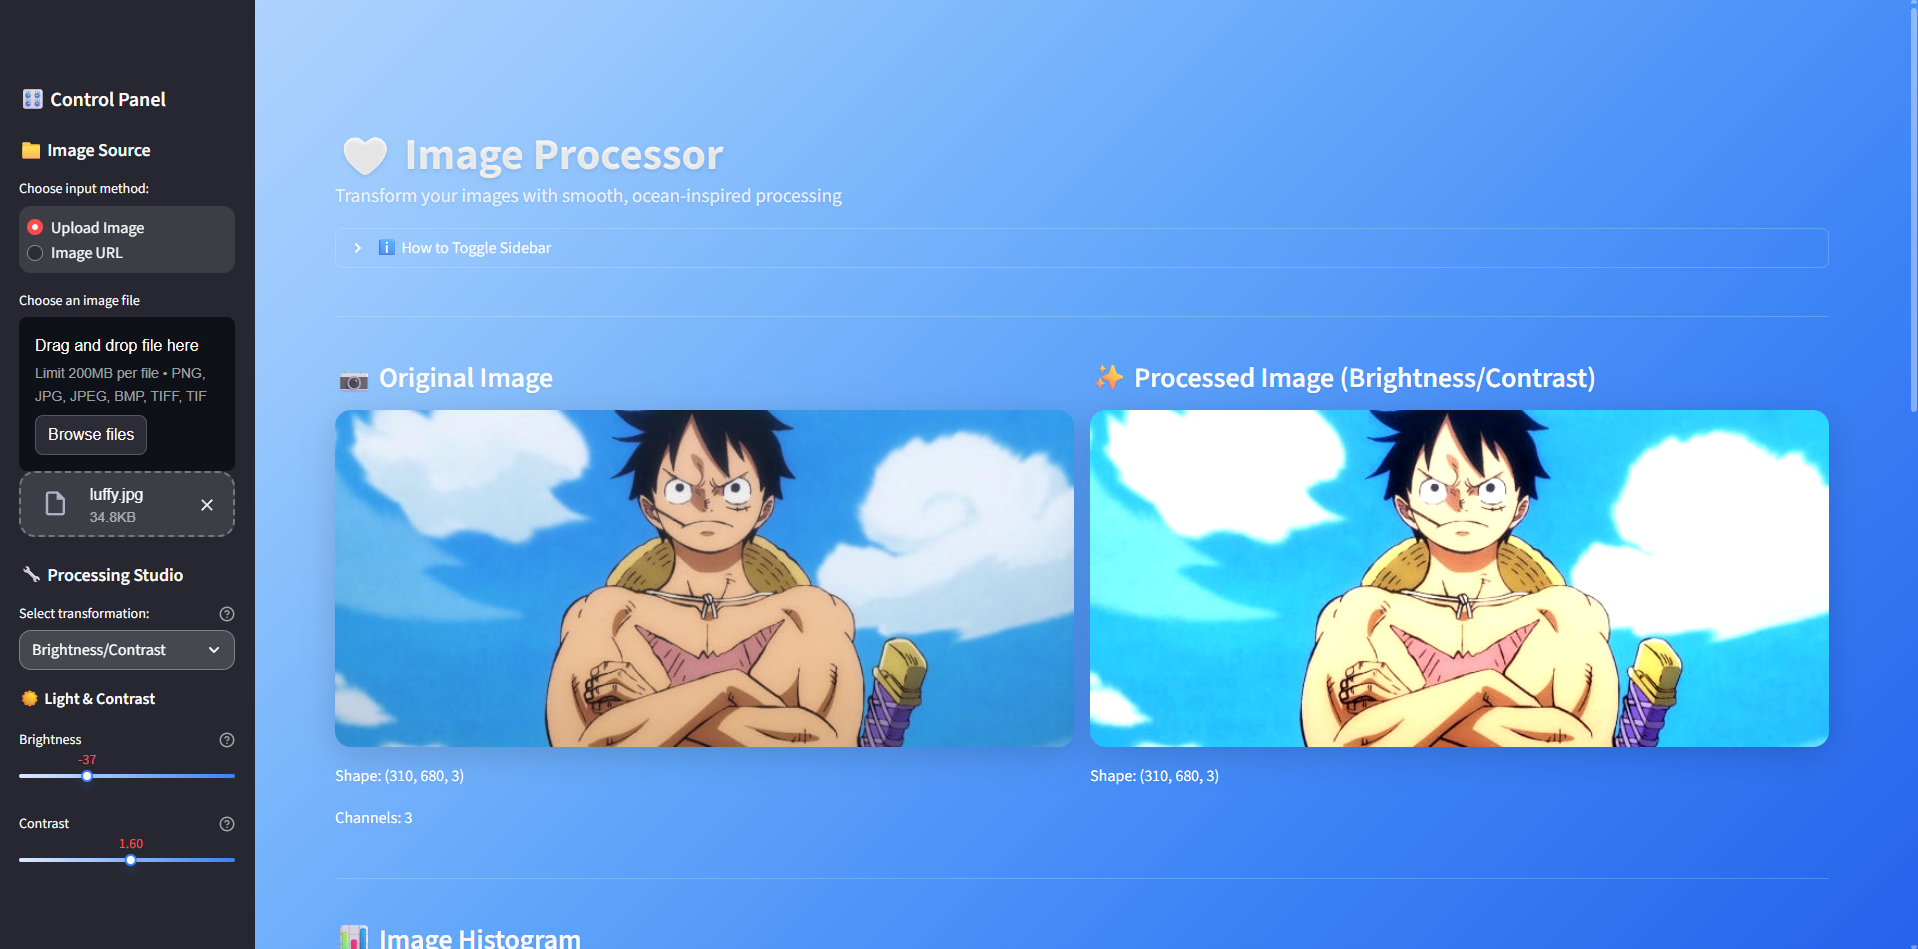 Control Panel
Image Source
Choose input method:
Upload Image
Image URL
Choose an image file
Drag and drop file here
Limit 200MB per file • PNG,
JPG, JPEG, BMP, TIFF, TIF
Browse files
luffy.jpg
34.8KB
Processing Studio
Select transformation:
Brightness/Contrast
Light & Contrast
Brightness
-37
Contrast
1.60
Image Processor
Transform your images with smooth, ocean-inspired processing
How to Toggle Sidebar
Original Image
Shape: (310, 680, 3)
Channels: 3
Processed Image (Brightness/Contrast)
Shape: (310, 680, 3)
Image Histogram